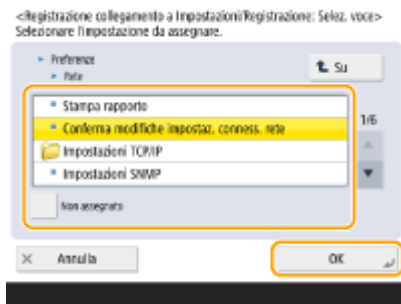 <Registrazione collegamento a Impostazioni/Registrazione: Selez. voce>
Selezionare l'impostazione da assegnare.
Preferenze
Rete
Su
Stampa rapporto
Conferma modifiche impostaz. conness. rete
1/6
Impostazioni TCP/IP
Impostazioni SNMP
Non assegnato
Annulla
OK